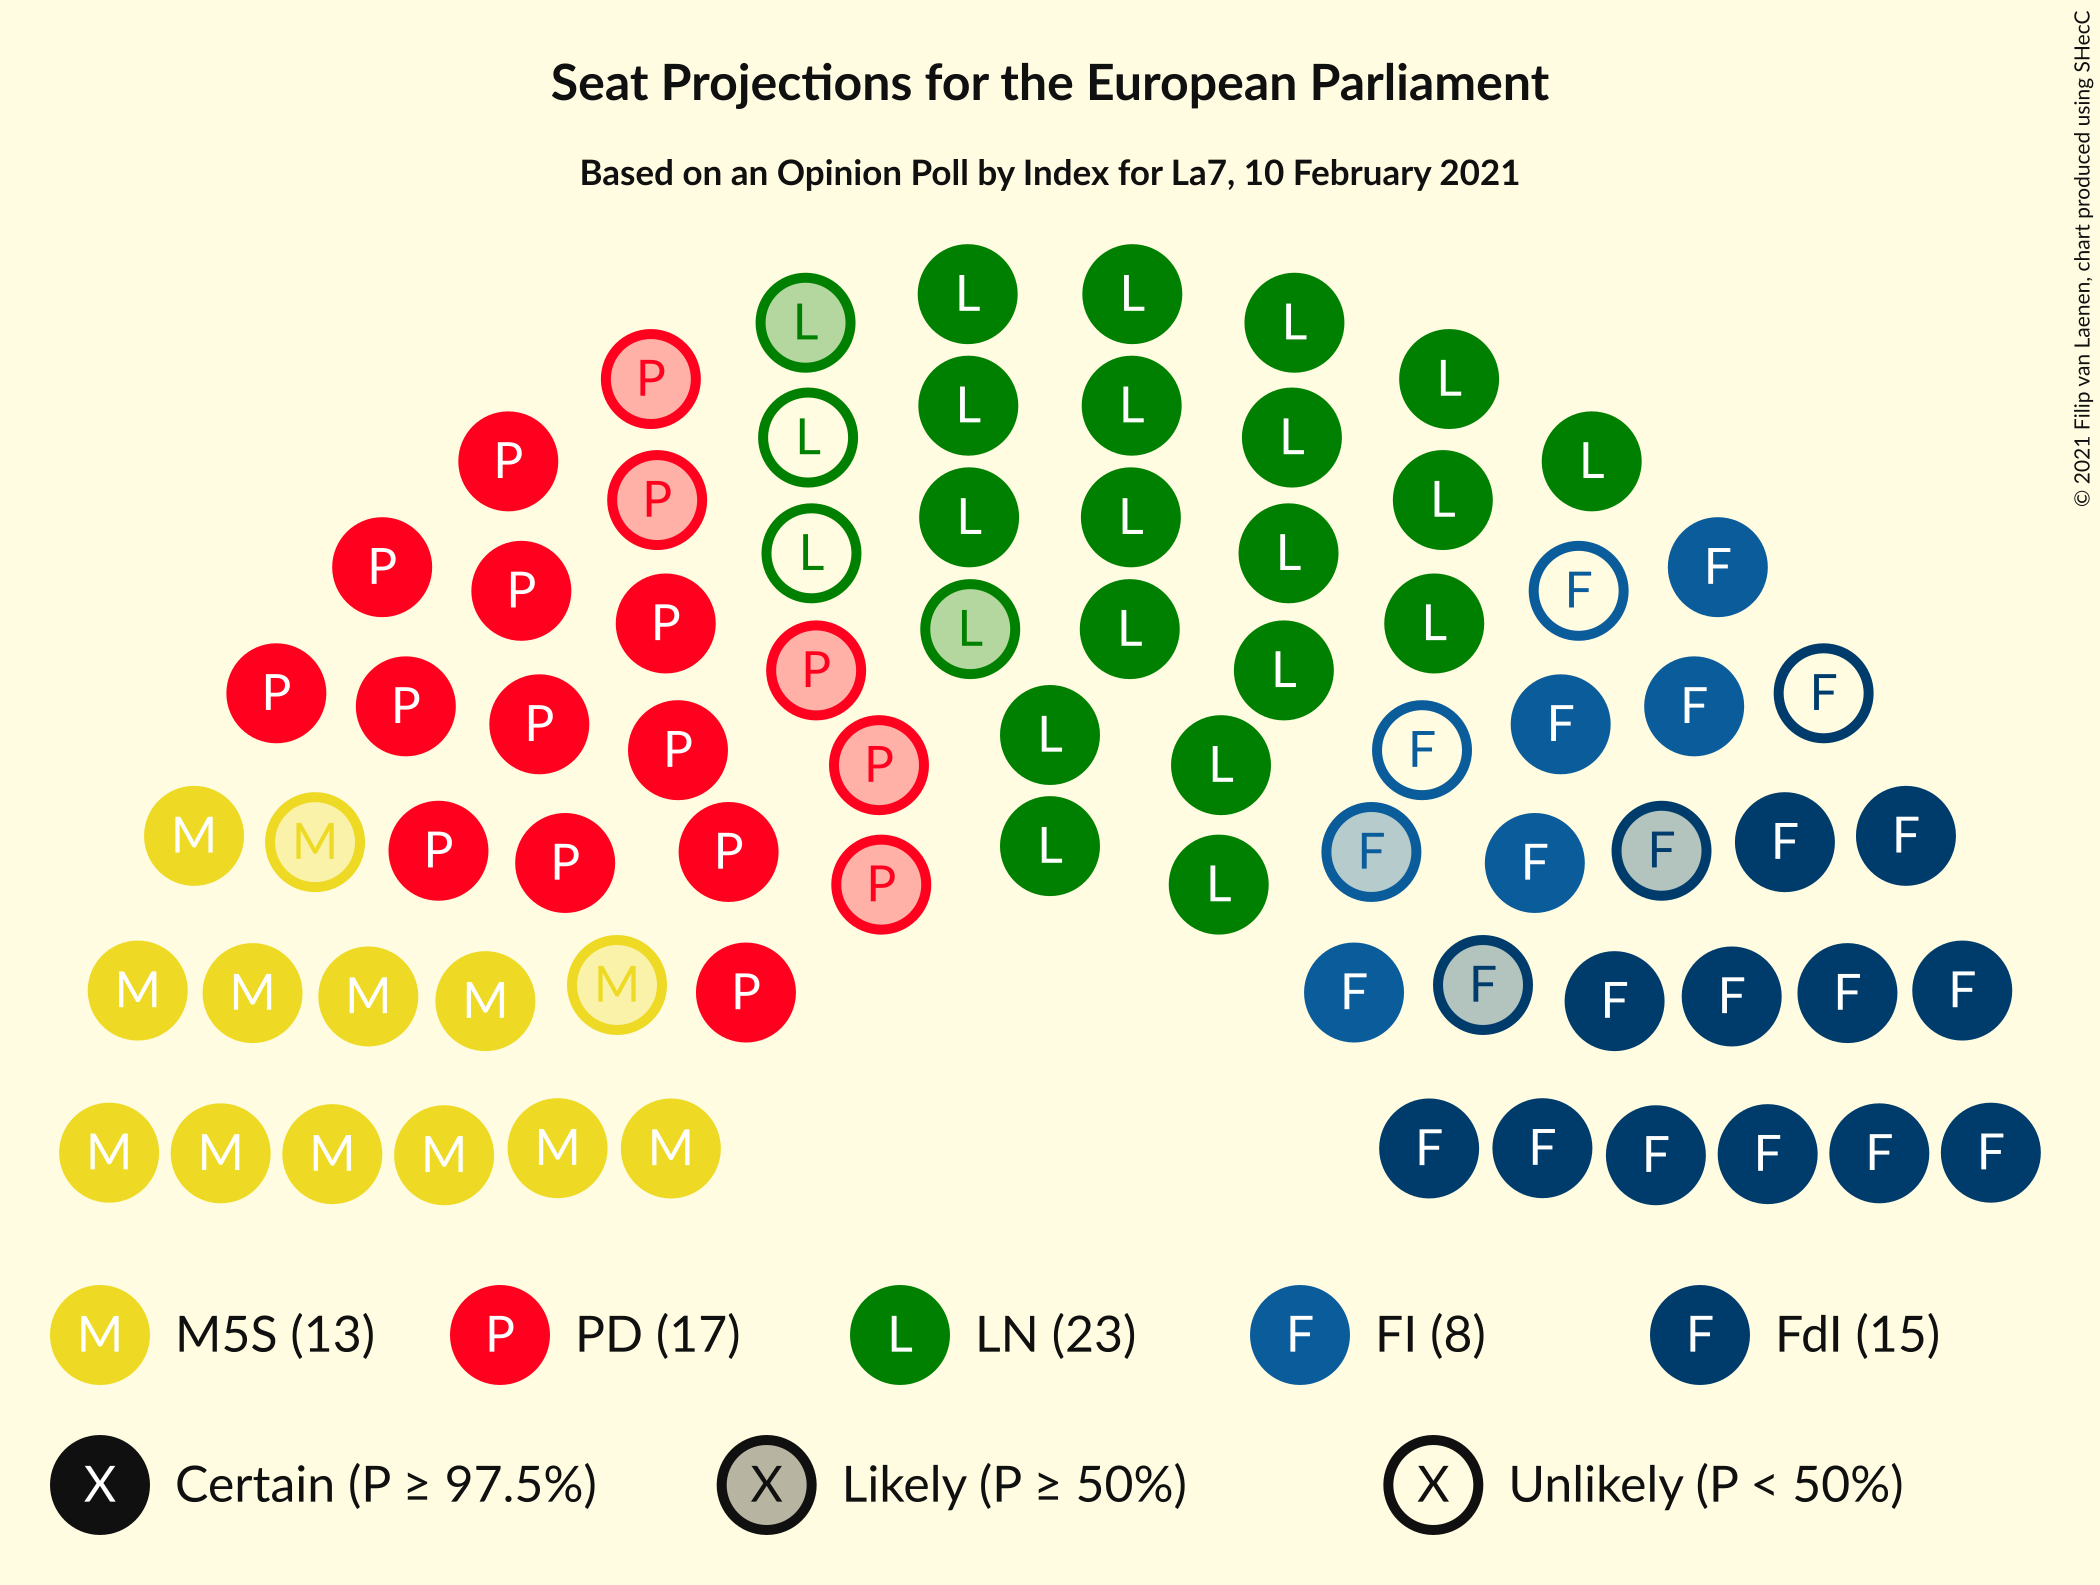 Seat Projections for the European Parliament
Based on an Opinion Poll by Index for La7, 10 February 2021
© 2021 Filip van Laenen, chart produced using SHecC
L L L L
P L
P L L L L P L
P L L L L P L
P P F F
P L L L L
P P P P F F F F
P L P L F
M M P P P L F F F F F
P L
M M M M M P F F F F F F
M M M M M M F F F F F F
M M5S (13) P PD (17) L LN (23) F FI (8) F FdI (15)
X Certain (P ≥ 97.5%) X Likely (P ≥ 50%) X Unlikely (P < 50%)